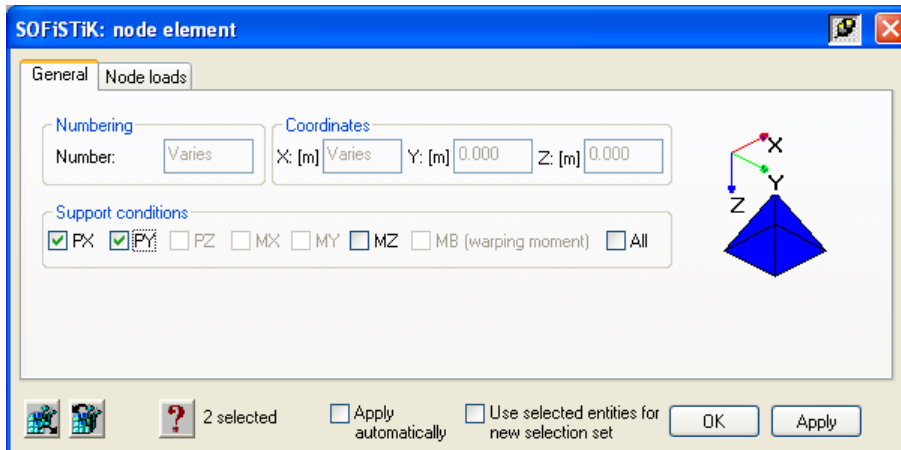 SOFiSTiK: node element
General Node loads
Numbering
Number: Varies
Coordinates
X: [m] Varies Y: [m] 0.000 Z: [m] 0.000
Support conditions
PX PY PZ MX MY MZ MB (warping moment) All
X
Y
Z
? 2 selected
Apply automatically
Use selected entities for new selection set
OK Apply